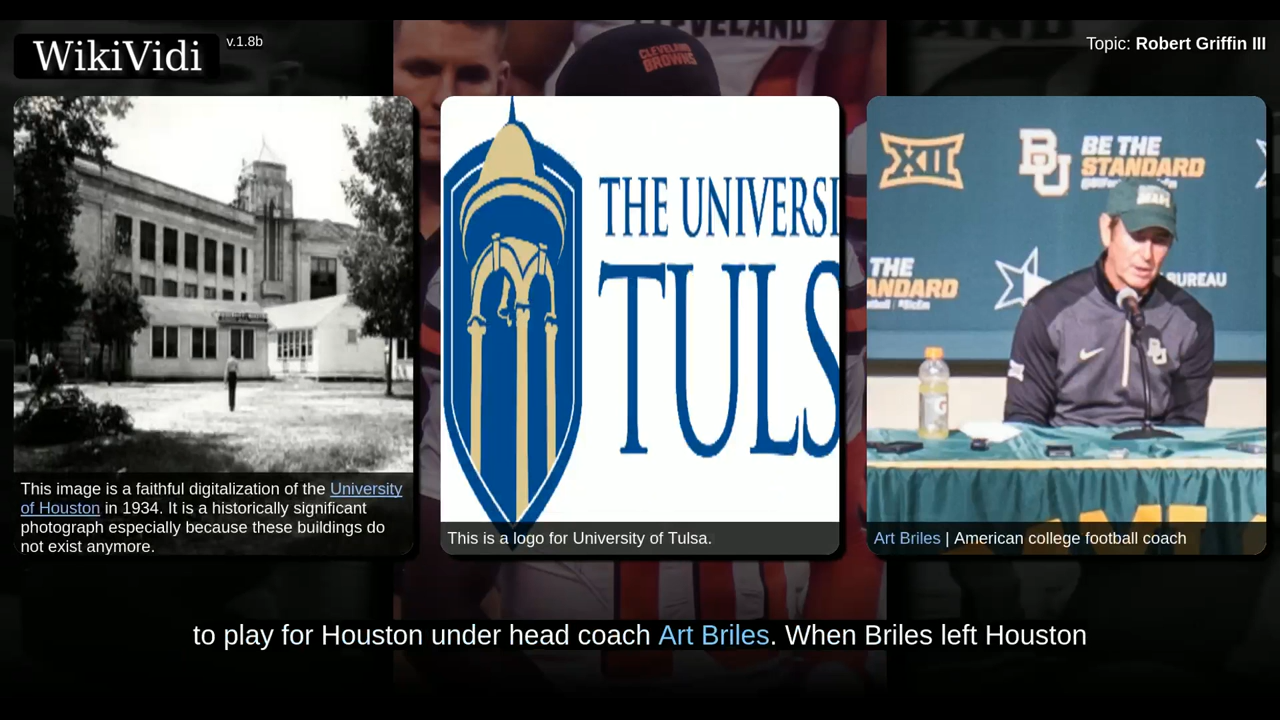 WikiVidi
v.1.8b
Topic: Robert Griffin III
CLEVELAND
CLEVELAND
BROWNS
This image is a faithful digitalization of the University
of Houston in 1934. It is a historically significant
photograph especially because these buildings do
not exist anymore.
THE UNIVERSI
TULS
This is a logo for University of Tulsa.
XII
BU
BE THE
STANDARD
THE
ANDARD
BUREAU
BU
G
Art Briles | American college football coach
to play for Houston under head coach Art Briles. When Briles left Houston